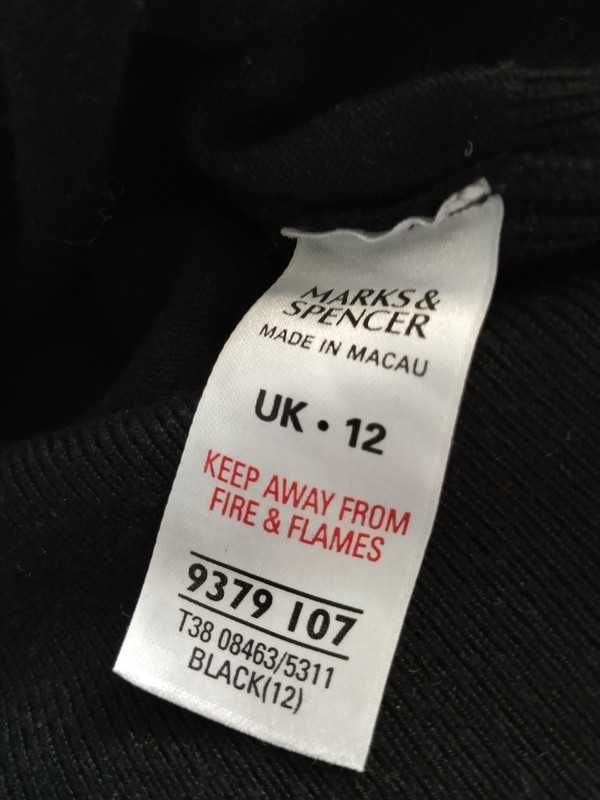 MARKS &
SPENCER
MADE IN MACAU
UK • 12
KEEP AWAY FROM
FIRE & FLAMES
9379 107
T38 08463/5311
BLACK(12)